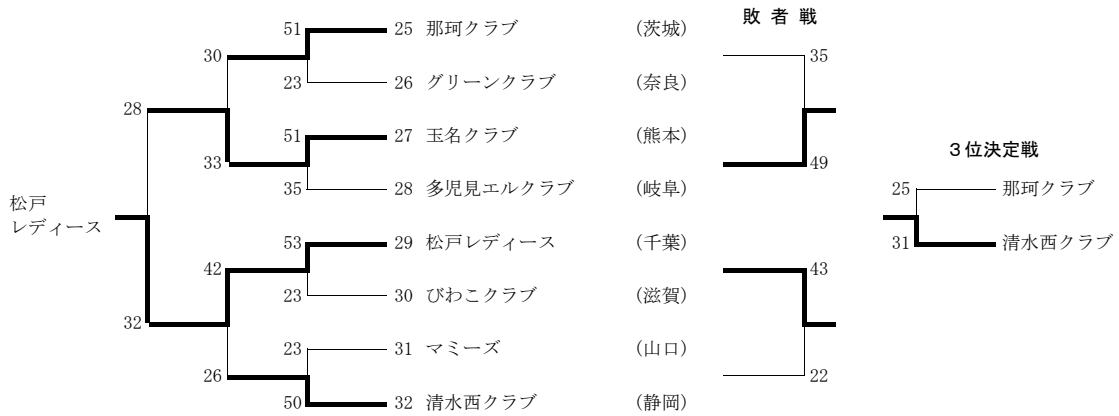 敗 者 戦
51 25 那珂クラブ (茨城)
30 35
23 26 グリーンクラブ (奈良)
28
51 27 玉名クラブ (熊本)
33 49
3位決定戦
35 28 多児見エルクラブ (岐阜)
25 那珂クラブ
松戸
レディース
53 29 松戸レディース (千葉)
31 清水西クラブ
42 43
23 30 びわこクラブ (滋賀)
32
23 31 マミーズ (山口)
26 22
50 32 清水西クラブ (静岡)